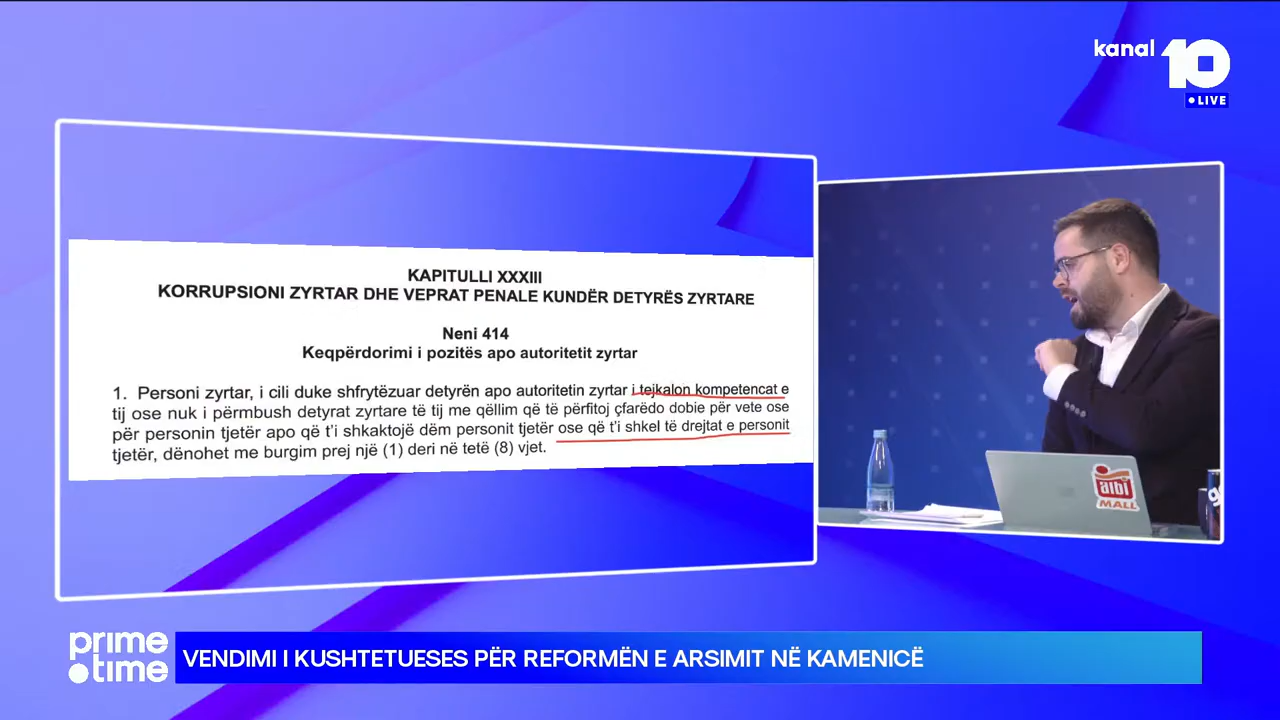 kanal 10
LIVE
KAPITULLI XXXIII
KORRUPSIONI ZYRTAR DHE VEPRAT PENALE KUNDËR DETYRËS ZYRTARE
Neni 414
Keqpërdorimi i pozitës apo autoritetit zyrtar
1. Personi zyrtar, i cili duke shfrytëzuar detyrën apo autoritetin zyrtar i tejkalon kompetencat e
tij ose nuk i përmbush detyrat zyrtare të tij me qëllim që të përfitoj çfarëdo dobie për vete ose
për personin tjetër apo që t’i shkaktojë dëm personit tjetër ose që t’i shkel të drejtat e personit
tjetër, dënohet me burgim prej një (1) deri në tetë (8) vjet.
albi
MALL
prime
time
VENDIMI I KUSHTETUESES PËR REFORMËN E ARSIMIT NË KAMENICË